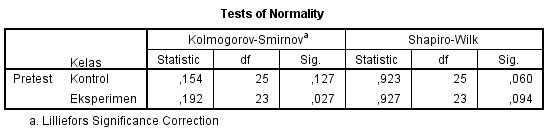 Tests of Normality
Kolmogorov-Smirnovᵃ Shapiro-Wilk
Kelas Statistic df Sig. Statistic df Sig.
Pretest Kontrol ,154 25 ,127 ,923 25 ,060
Eksperimen ,192 23 ,027 ,927 23 ,094
a. Lilliefors Significance Correction